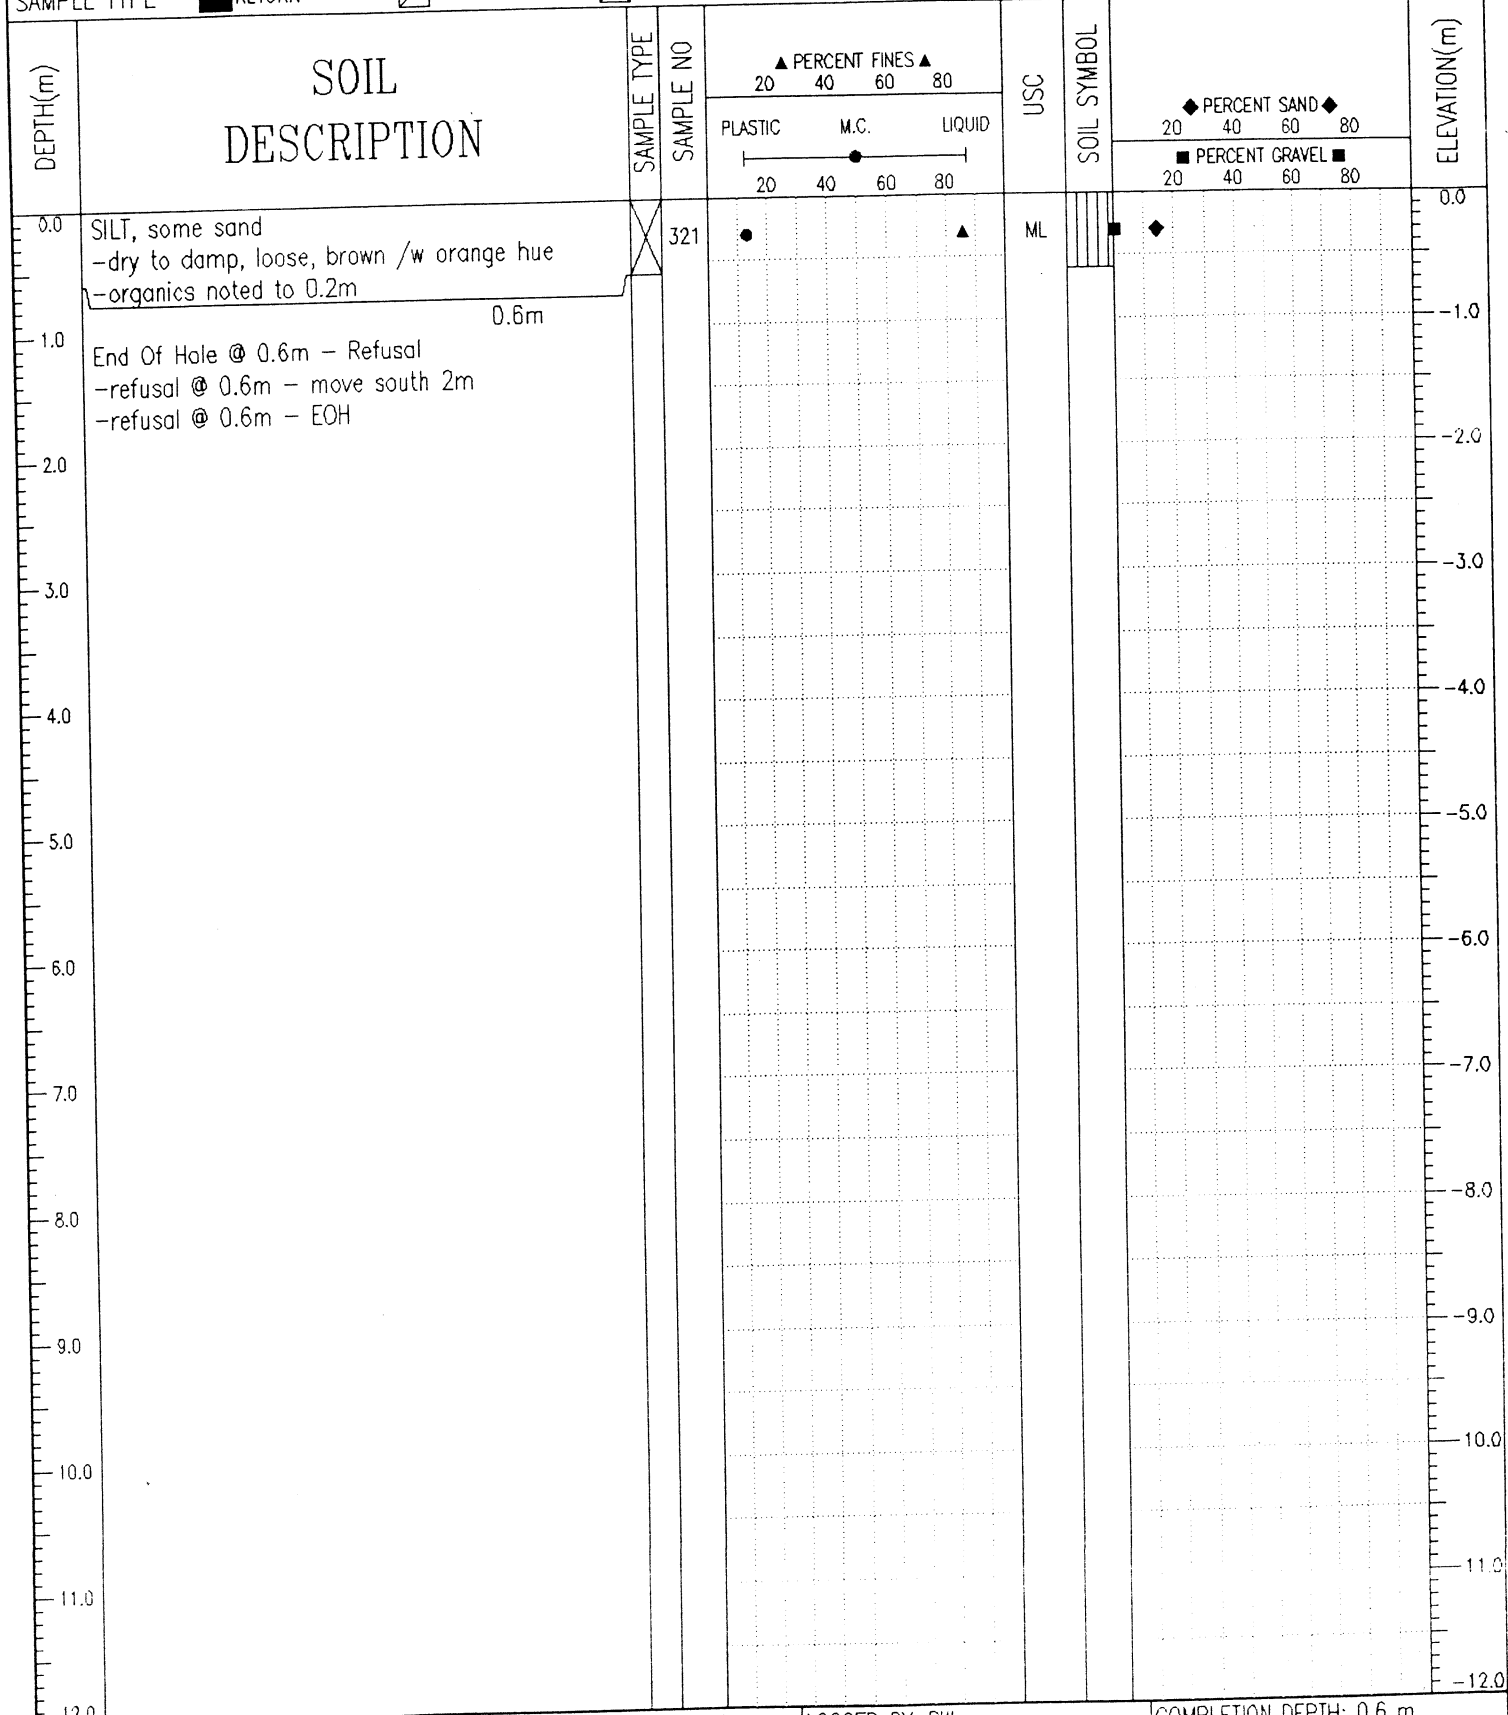 SAMPLE TYPE RETURN
DEPTH(m)
SOIL
DESCRIPTION
SAMPLE TYPE
SAMPLE NO
▲ PERCENT FINES ▲
20 40 60 80
PLASTIC M.C. LIQUID
20 40 60 80
USC
SOIL SYMBOL
◆ PERCENT SAND ◆
20 40 60 80
■ PERCENT GRAVEL ■
20 40 60 80
ELEVATION(m)
0.0
SILT, some sand
-dry to damp, loose, brown /w orange hue
-organics noted to 0.2m
0.6m
321
ML
0.0
1.0
End Of Hole @ 0.6m - Refusal
-refusal @ 0.6m - move south 2m
-refusal @ 0.6m - EOH
-1.0
2.0
-2.0
3.0
-3.0
4.0
-4.0
5.0
-5.0
6.0
-6.0
7.0
-7.0
8.0
-8.0
9.0
-9.0
10.0
-10.0
11.0
-11.0
12.0
-12.0
COMPLETION DEPTH: 0.6 m